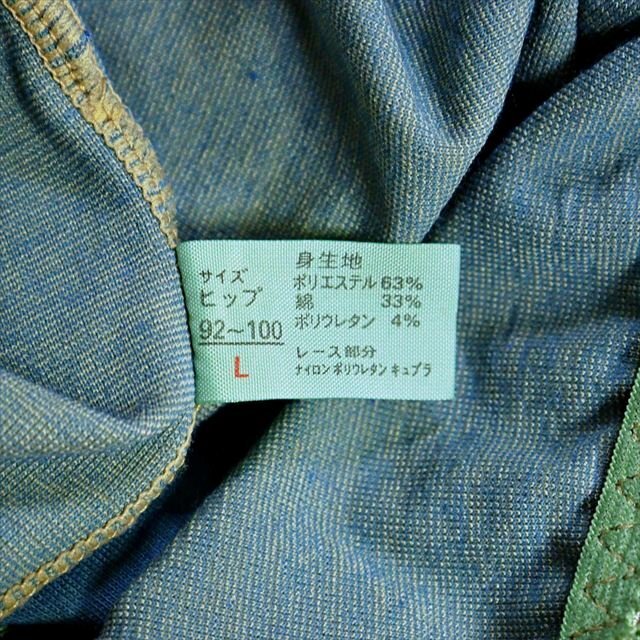 サイズ
ヒップ
92~100
L
身生地
ポリエステル 63%
綿 33%
ポリウレタン 4%
レース部分
ナイロン ポリウレタン キュプラ